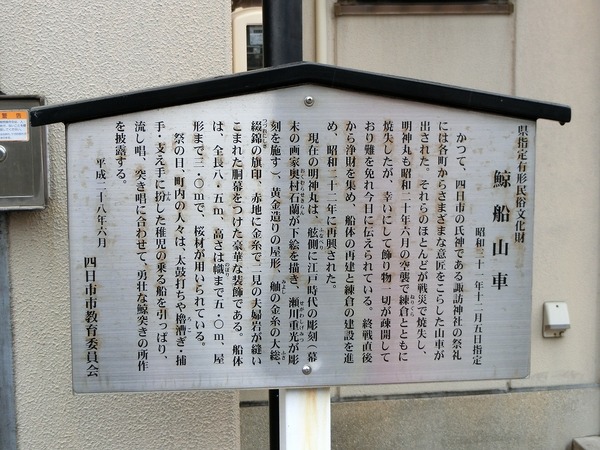 県指定有形民俗文化財
鯨船山車
昭和三十一年十二月五日指定
かつて、四日市の氏神である諏訪神社の祭礼
には各町からさまざまな意匠をこらした山車が
出された。それらのほとんどが戦災で焼失し、
明神丸も昭和二十年六月の空襲で練倉とともに
焼失したが、幸いにして飾り物一切が疎開して
おり難を免れ今日に伝えられている。終戦直後
から浄財を集め、船体の再建と練倉の建設を進
め、昭和二十二年に再興された。
現在の明神丸は、舷側に江戸時代の彫刻(幕
末の画家奥村石蘭が下絵を描き、瀬川重光が彫
刻を施す)、黄金造りの屋形、舳の金糸の大総、
綴錦の旗印、赤地に金糸で二見の夫婦岩が縫い
こまれた胴幕をつけた豪華な装飾である。船体
は、全長八・五m、高さは幟まで五・〇m、屋
形まで三・〇mで、桜材が用いられている。
祭の日、町内の人々は、太鼓打ちや櫓漕ぎ・捕
手・支え手に扮した稚児の乗る船を引っぱり、
流し唄、突き唄に合わせて、勇壮な鯨突きの所作
を披露する。
平成二十八年六月
四日市市教育委員会